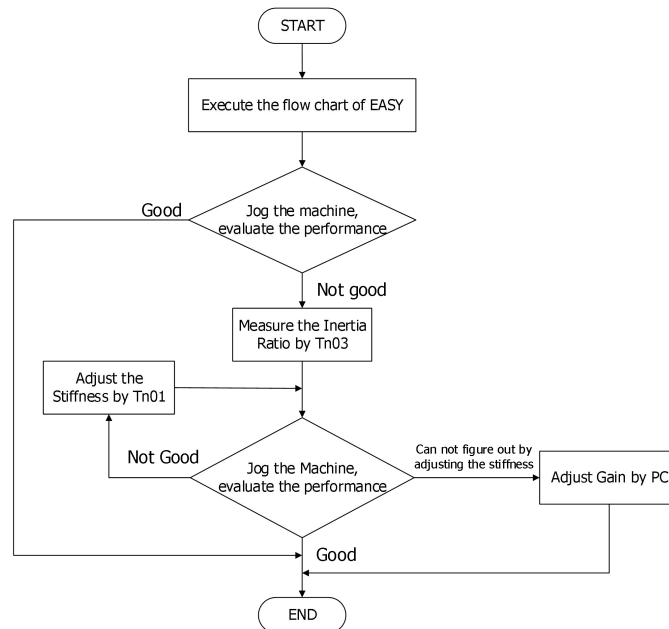 START
Execute the flow chart of EASY
Good
Jog the machine,
evaluate the performance
Not good
Measure the Inertia
Ratio by Tn03
Adjust the
Stiffness by Tn01
Not Good
Jog the Machine,
evaluate the performance
Can not figure out by
adjusting the stiffness
Adjust Gain by PC
Good
END